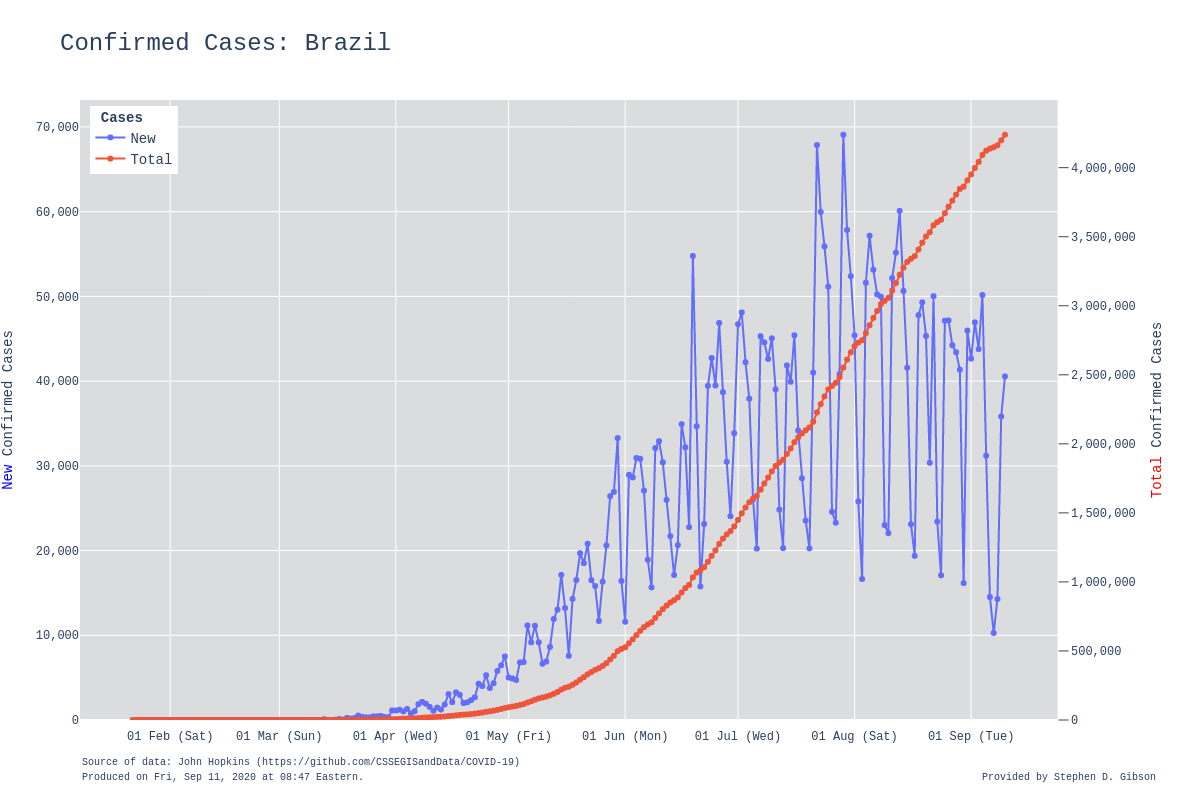 Confirmed Cases: Brazil
Cases
New
Total
70,000
60,000
50,000
40,000
30,000
20,000
10,000
0
New Confirmed Cases
4,000,000
3,500,000
3,000,000
2,500,000
2,000,000
1,500,000
1,000,000
500,000
0
Total Confirmed Cases
01 Feb (Sat) 01 Mar (Sun) 01 Apr (Wed) 01 May (Fri) 01 Jun (Mon) 01 Jul (Wed) 01 Aug (Sat) 01 Sep (Tue)
Source of data: John Hopkins (https://github.com/CSSEGISandData/COVID-19)
Produced on Fri, Sep 11, 2020 at 08:47 Eastern.
Provided by Stephen D. Gibson